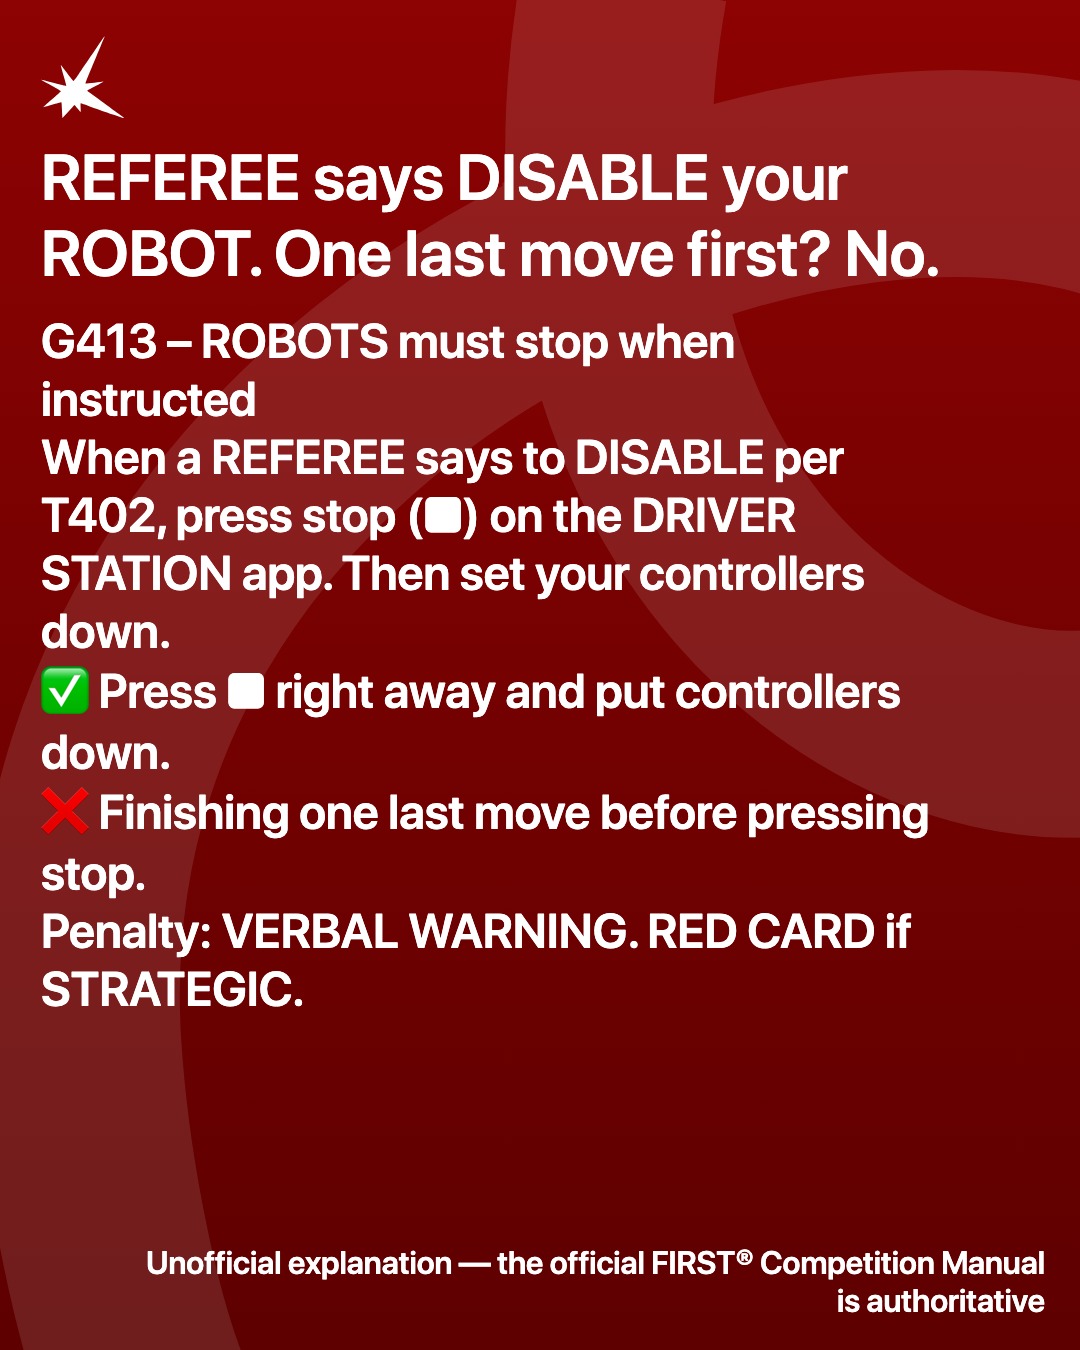 REFEREE says DISABLE your
ROBOT. One last move first? No.
G413 – ROBOTS must stop when
instructed
When a REFEREE says to DISABLE per
T402, press stop (⏹) on the DRIVER
STATION app. Then set your controllers
down.
✅ Press ⏹ right away and put controllers
down.
❌ Finishing one last move before pressing
stop.
Penalty: VERBAL WARNING. RED CARD if
STRATEGIC.
Unofficial explanation — the official FIRST® Competition Manual
is authoritative